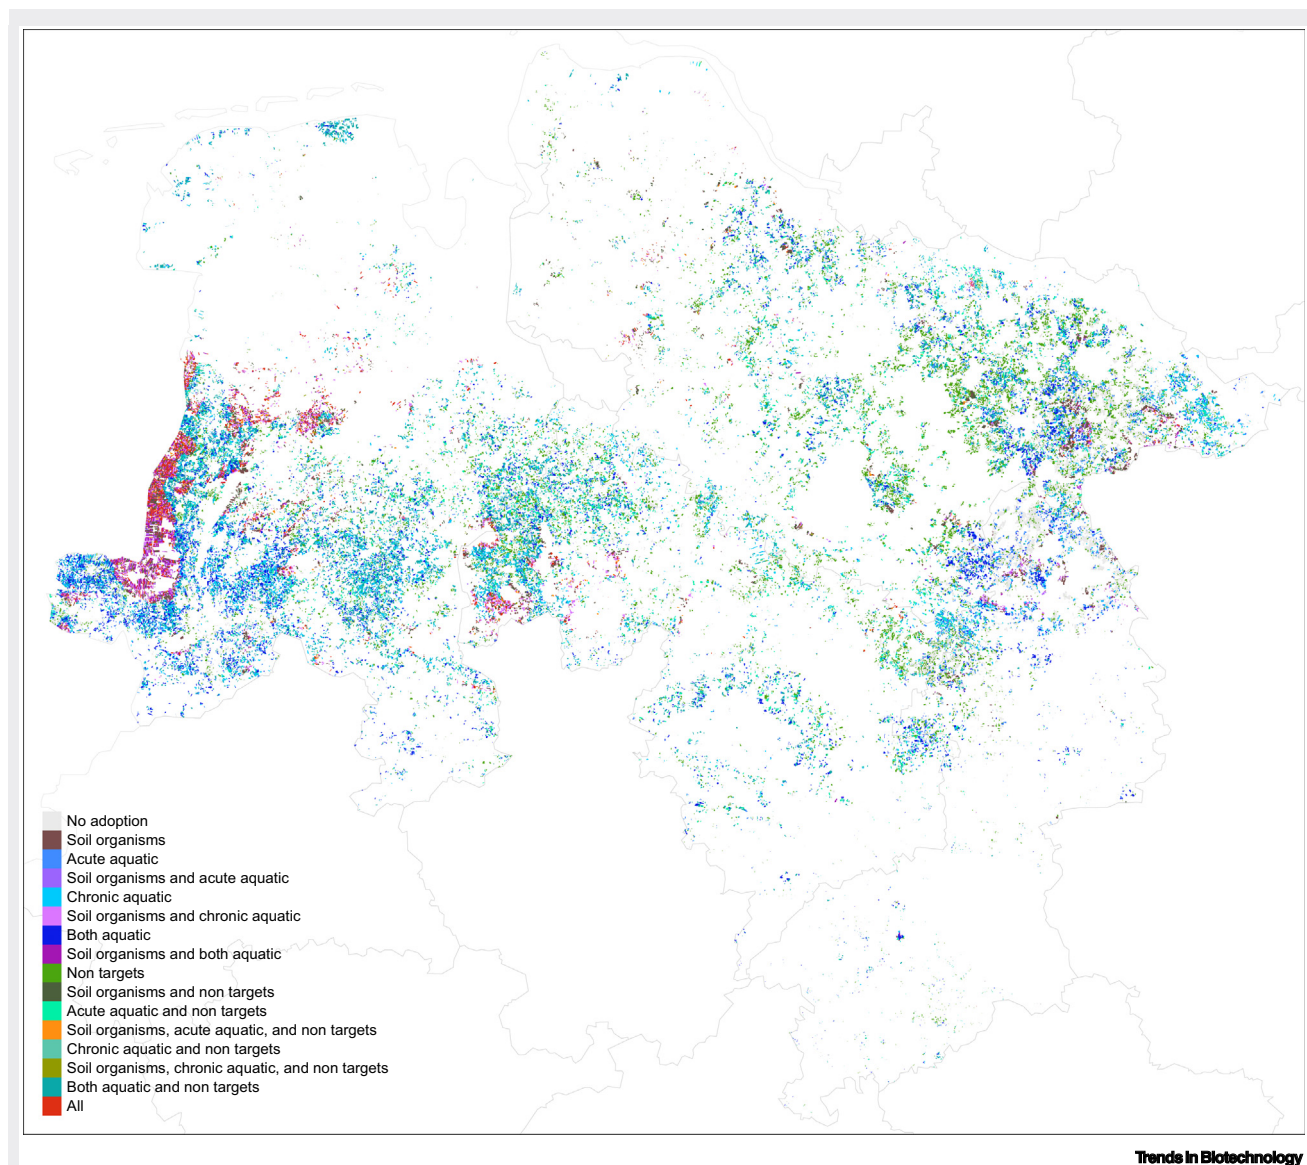 No adoption
Soil organisms
Acute aquatic
Soil organisms and acute aquatic
Chronic aquatic
Soil organisms and chronic aquatic
Both aquatic
Soil organisms and both aquatic
Non targets
Soil organisms and non targets
Acute aquatic and non targets
Soil organisms, acute aquatic, and non targets
Chronic aquatic and non targets
Soil organisms, chronic aquatic, and non targets
Both aquatic and non targets
All
Trends in Biotechnology